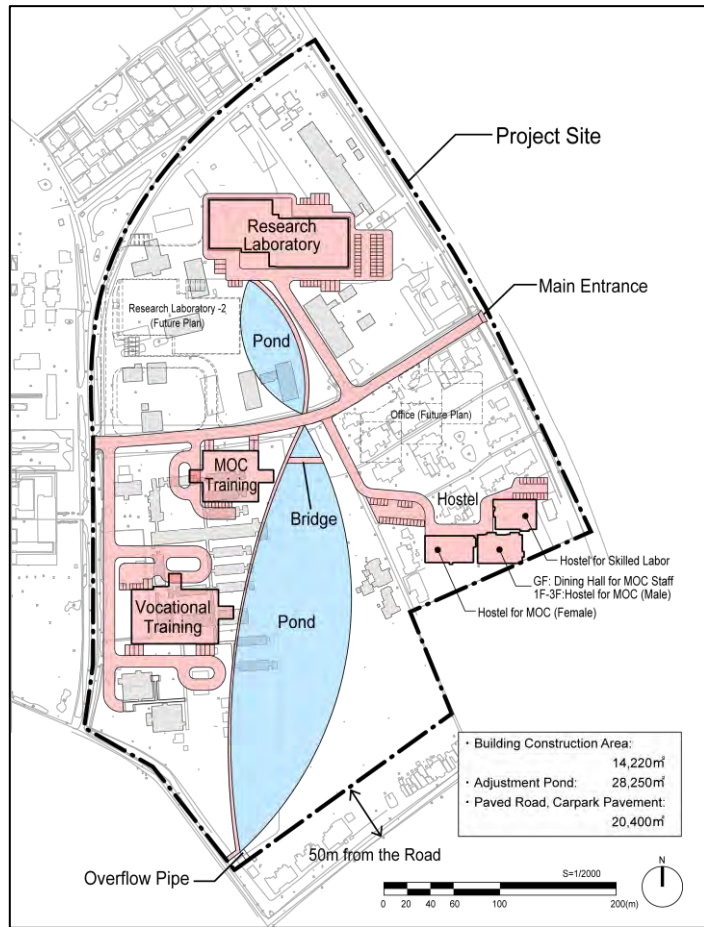 Project Site
Research
Laboratory
Main Entrance
Research Laboratory -2
(Future Plan)
Pond
Office (Future Plan)
MOC
Training
Bridge
Hostel
Hostel for Skilled Labor
GF: Dining Hall for MOC Staff
1F-3F:Hostel for MOC (Male)
Hostel for MOC (Female)
Vocational
Training
Pond
・ Building Construction Area:
14,220㎡
・ Adjustment Pond: 28,250㎡
・ Paved Road, Carpark Pavement:
20,400㎡
50m from the Road
Overflow Pipe
S=1/2000
N
0 20 40 60 100 200(m)